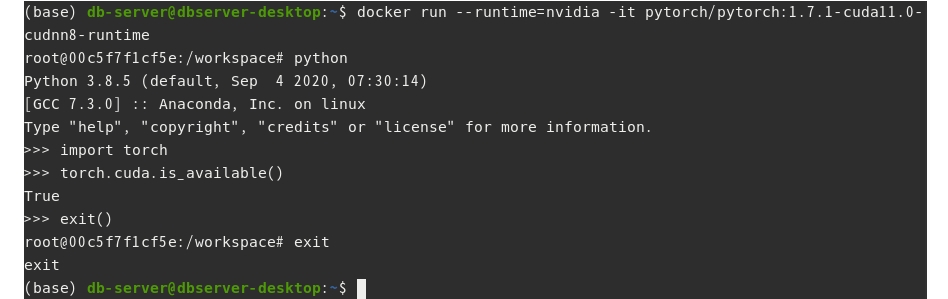 (base) db-server@dbserver-desktop:~$ docker run --runtime=nvidia -it pytorch/pytorch:1.7.1-cuda11.0-
cudnn8-runtime
root@00c5f7f1cf5e:/workspace# python
Python 3.8.5 (default, Sep  4 2020, 07:30:14)
[GCC 7.3.0] :: Anaconda, Inc. on linux
Type "help", "copyright", "credits" or "license" for more information.
>>> import torch
>>> torch.cuda.is_available()
True
>>> exit()
root@00c5f7f1cf5e:/workspace# exit
exit
(base) db-server@dbserver-desktop:~$